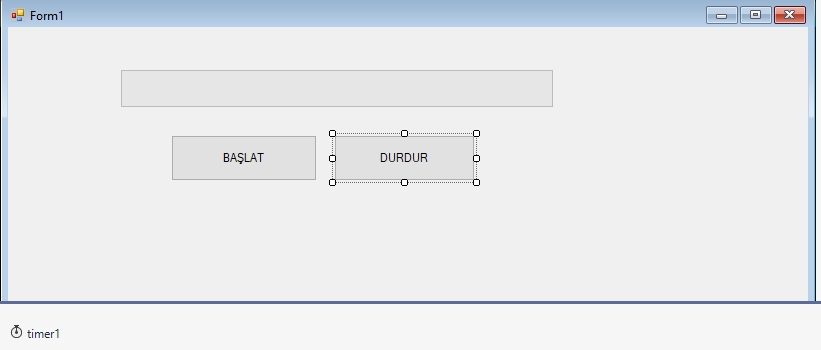 Form1
BAŞLAT
DURDUR
timer1